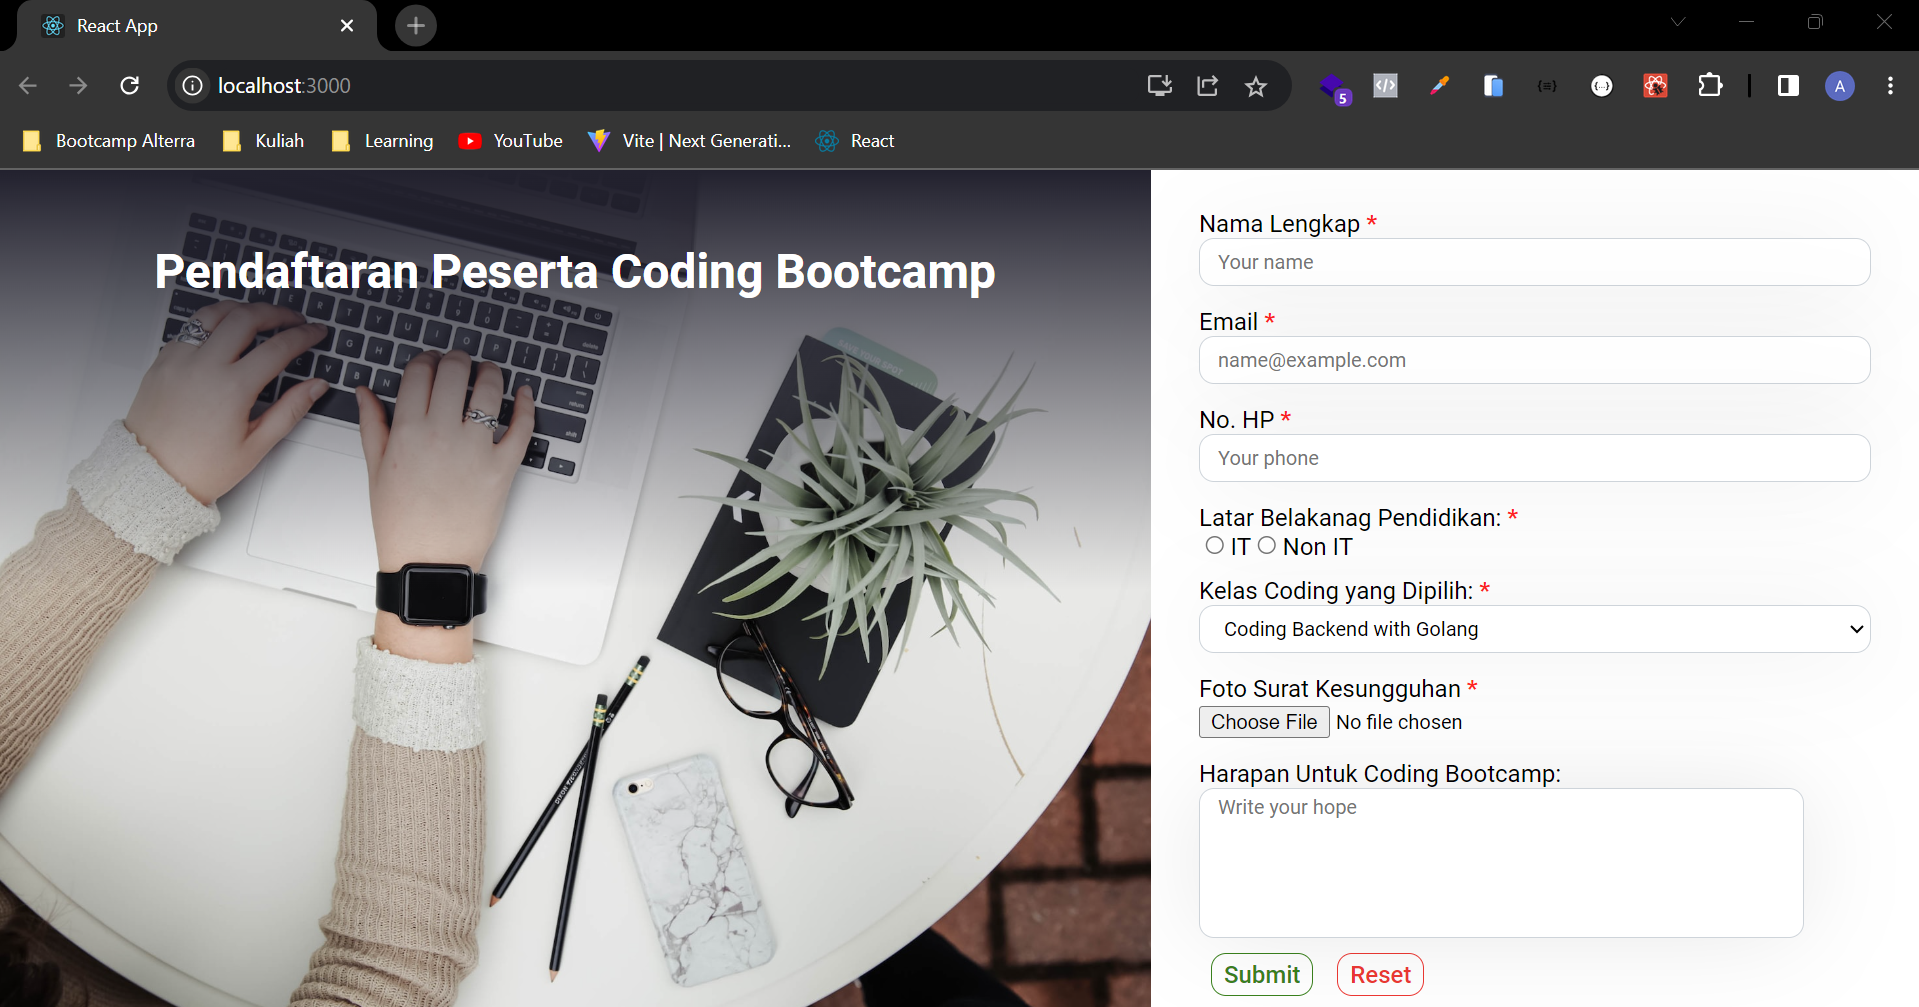 React App
localhost:3000
5
A
Bootcamp Alterra
Kuliah
Learning
YouTube
Vite | Next Generati...
React
Pendaftaran Peserta Coding Bootcamp
SAVE YOUR SPOT
Nama Lengkap *
Your name
Email *
name@example.com
No. HP *
Your phone
Latar Belakanag Pendidikan: *
IT Non IT
Kelas Coding yang Dipilih: *
Coding Backend with Golang
Foto Surat Kesungguhan *
Choose File No file chosen
Harapan Untuk Coding Bootcamp:
Write your hope
Submit Reset